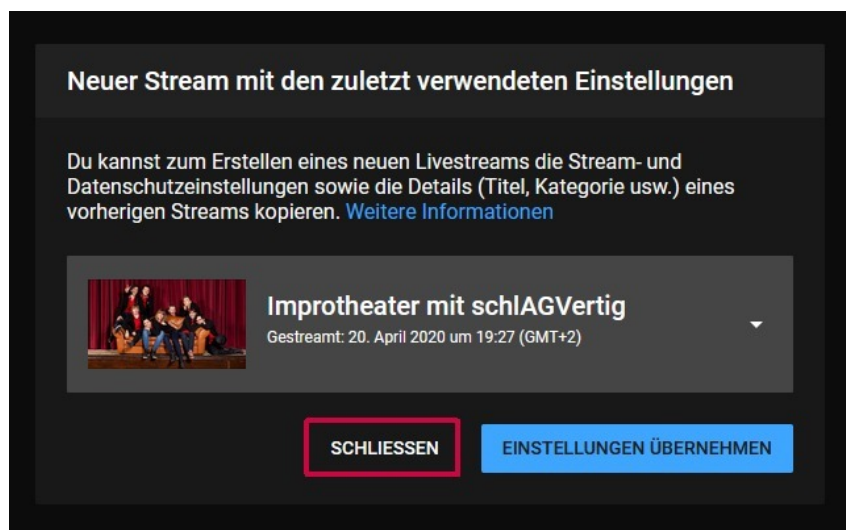 Neuer Stream mit den zuletzt verwendeten Einstellungen
Du kannst zum Erstellen eines neuen Livestreams die Stream- und
Datenschutzeinstellungen sowie die Details (Titel, Kategorie usw.) eines
vorherigen Streams kopieren. Weitere Informationen
Improtheater mit schlAGVertig
Gestreamt: 20. April 2020 um 19:27 (GMT+2)
SCHLIESSEN EINSTELLUNGEN ÜBERNEHMEN